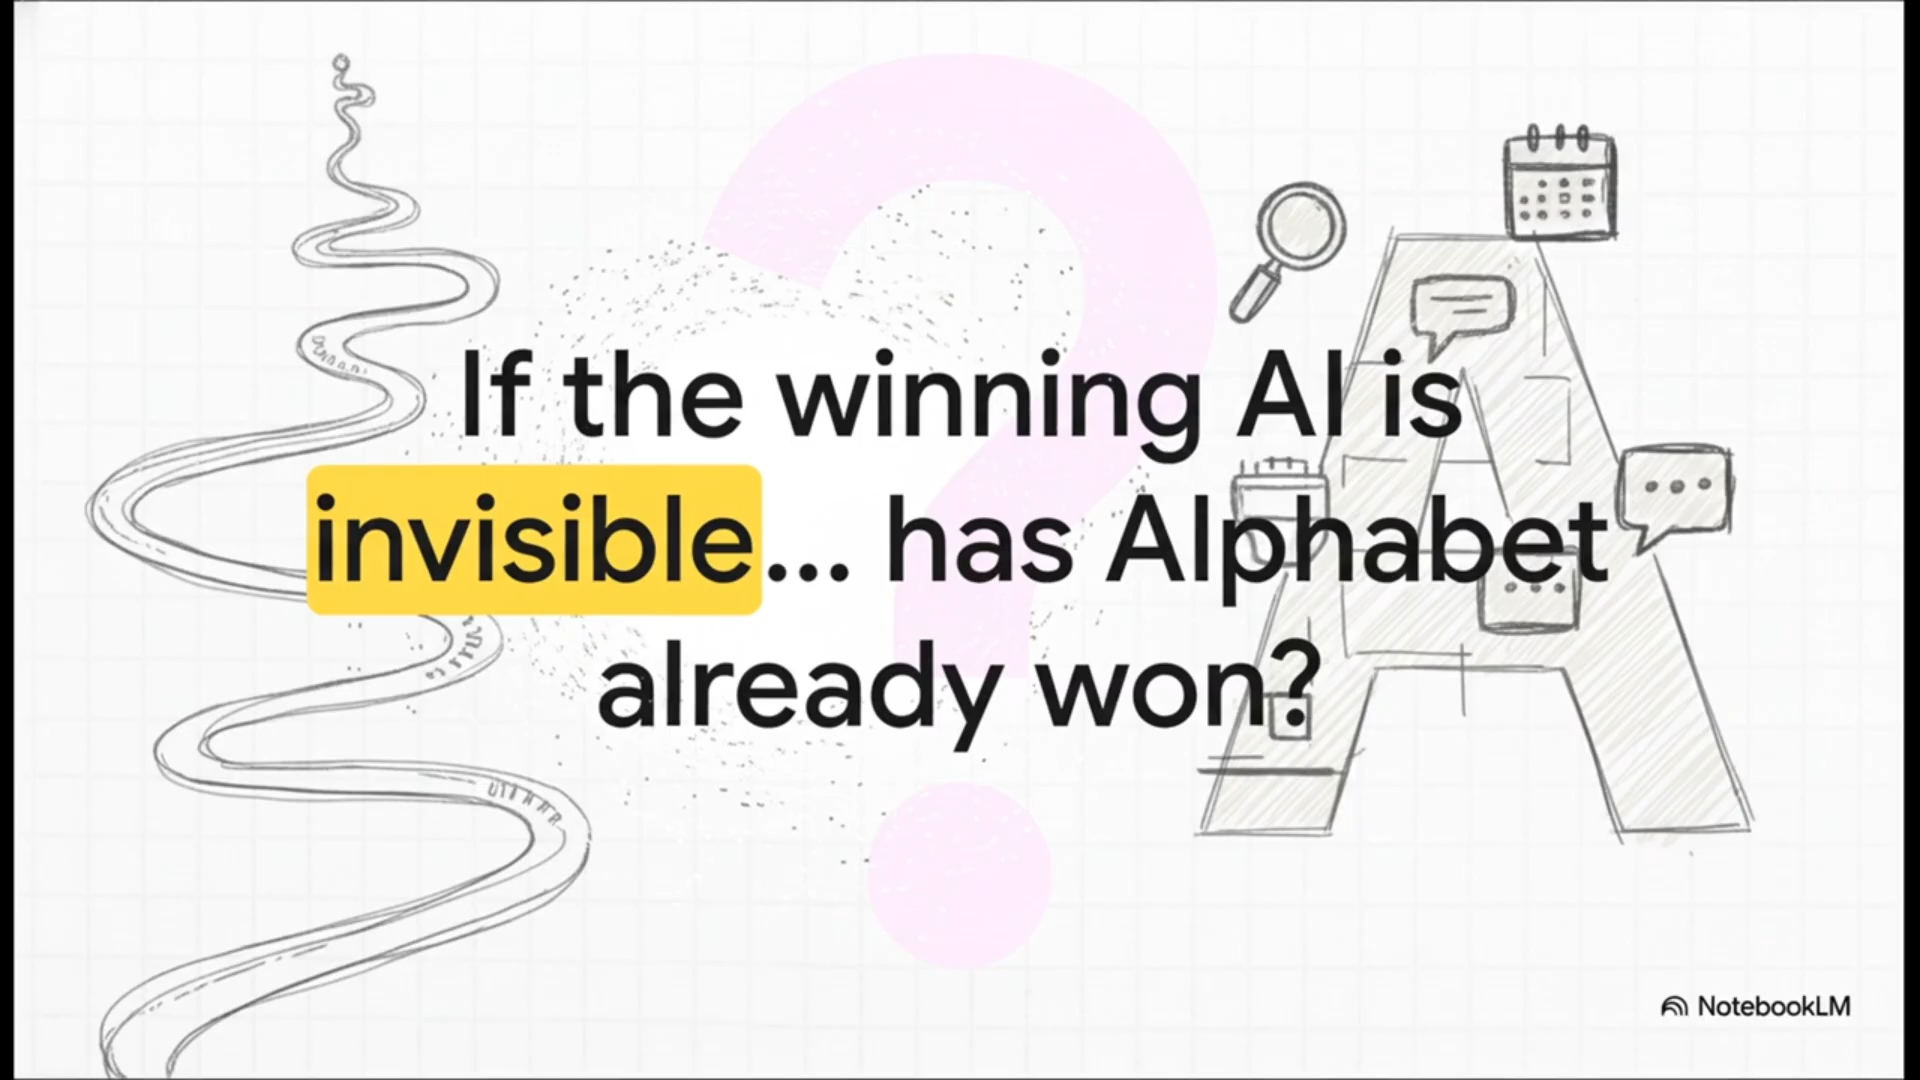 If the winning AI is
invisible... has Alphabet
already won?
NotebookLM